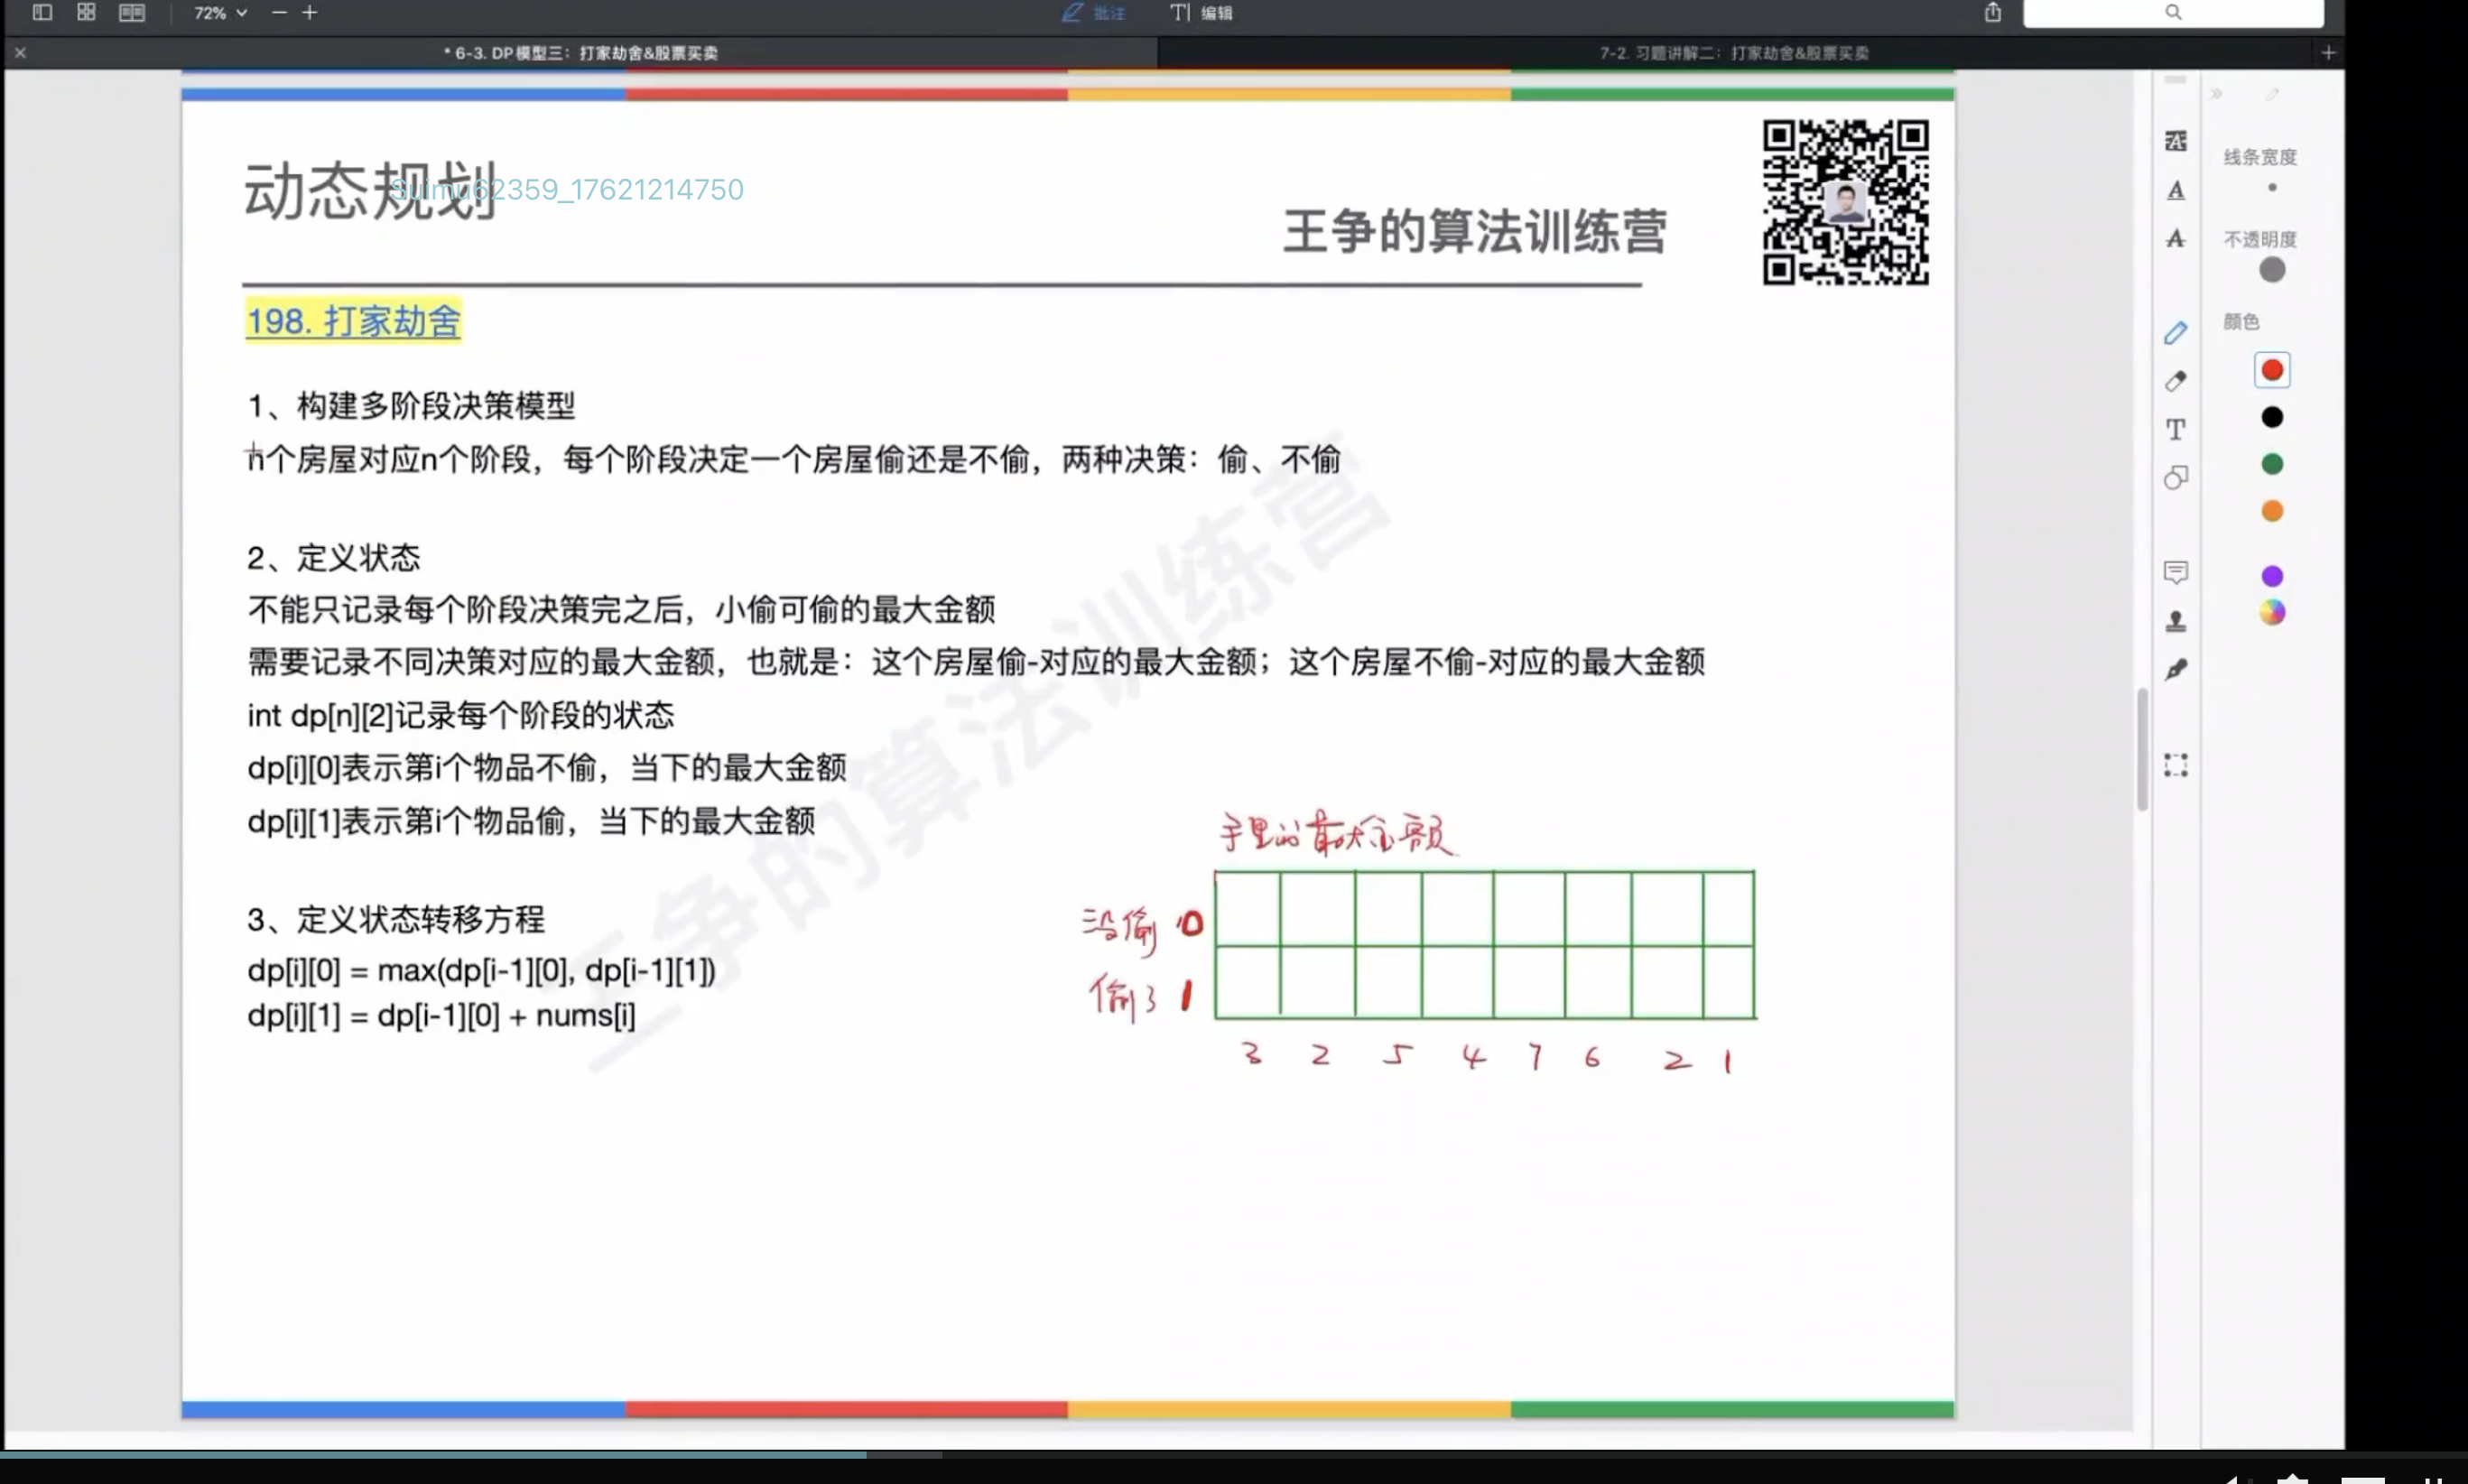 72%
批注
编辑
* 6-3. DP模型三：打家劫舍&股票买卖
7-2. 习题讲解二：打家劫舍&股票买卖
动态规划
Suimu62359_17621214750
王争的算法训练营
198. 打家劫舍
1、构建多阶段决策模型
n个房屋对应n个阶段，每个阶段决定一个房屋偷还是不偷，两种决策：偷、不偷
2、定义状态
不能只记录每个阶段决策完之后，小偷可偷的最大金额
需要记录不同决策对应的最大金额，也就是：这个房屋偷-对应的最大金额；这个房屋不偷-对应的最大金额
int dp[n][2]记录每个阶段的状态
dp[i][0]表示第i个物品不偷，当下的最大金额
dp[i][1]表示第i个物品偷，当下的最大金额
3、定义状态转移方程
dp[i][0] = max(dp[i-1][0], dp[i-1][1])
dp[i][1] = dp[i-1][0] + nums[i]
手里的最大金额
没偷 0
偷了 1
3 2 5 4 7 6 2 1
王争的算法训练营
线条宽度
不透明度
颜色